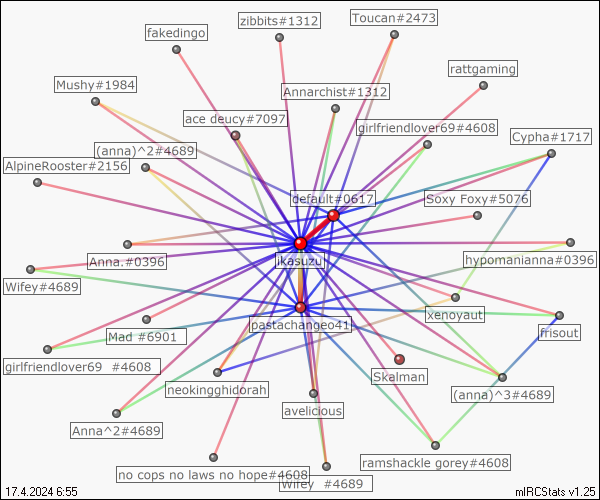 zibbits#1312
Toucan#2473
fakedingo
rattgaming
Mushy#1984
Annarchist#1312
ace deucy#7097
girlfriendlover69#4608
Cypha#1717
(anna)^2#4689
AlpineRooster#2156
default#0617
Soxy Foxy#5076
Anna.#0396
ikasuzu
hypomanianna#0396
Wifey#4689
xenoyaut
pastachangeo41
frisout
Mad #6901
girlfriendlover69 #4608
Skalman
neokingghidorah
(anna)^3#4689
avelicious
Anna^2#4689
ramshackle gorey#4608
no cops no laws no hope#4608
Wifey #4689
17.4.2024 6:55
mIRCStats v1.25